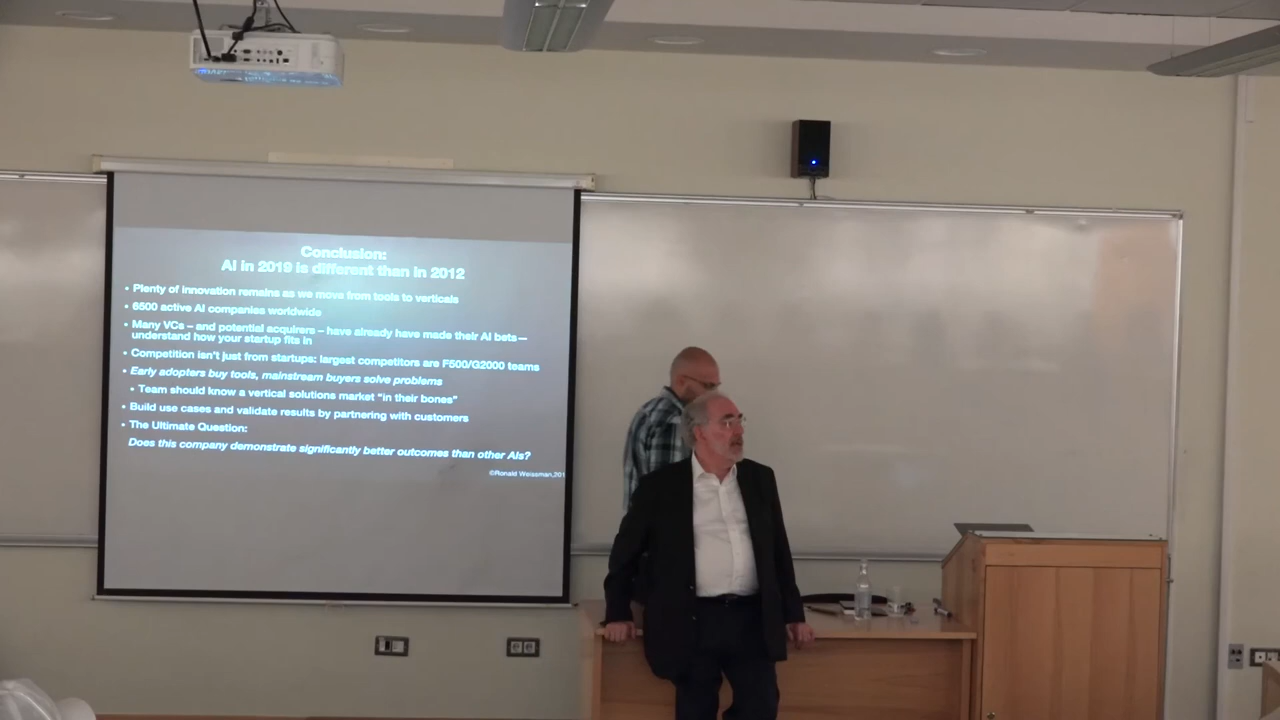 Conclusion:
AI in 2019 is different than in 2012
• Plenty of innovation remains as we move from tools to verticals
• 6500 active AI companies worldwide
• Many VCs – and potential acquirers – have already have made their AI bets—
understand how your startup fits in
• Competition isn't just from startups: largest competitors are F500/G2000 teams
• Early adopters buy tools, mainstream buyers solve problems
• Team should know a vertical solutions market "in their bones"
• Build use cases and validate results by partnering with customers
• The Ultimate Question:
Does this company demonstrate significantly better outcomes than other AIs?
©Ronald Weissman,201